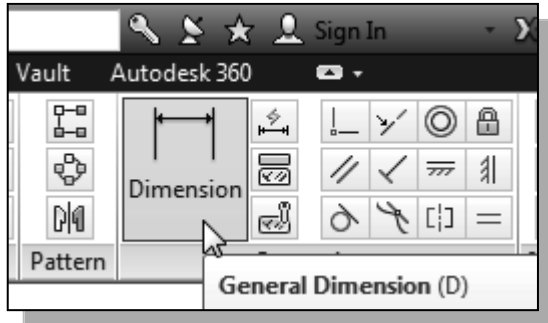 Sign In
Vault Autodesk 360
Dimension
Pattern
General Dimension (D)